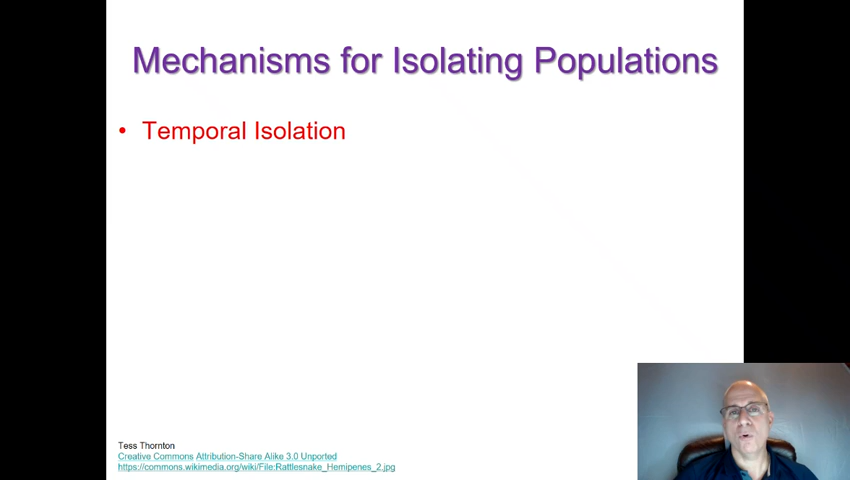 Mechanisms for Isolating Populations
• Temporal Isolation
Tess Thornton
Creative Commons Attribution-Share Alike 3.0 Unported
https://commons.wikimedia.org/wiki/File:Rattlesnake_Hemipenes_2.jpg